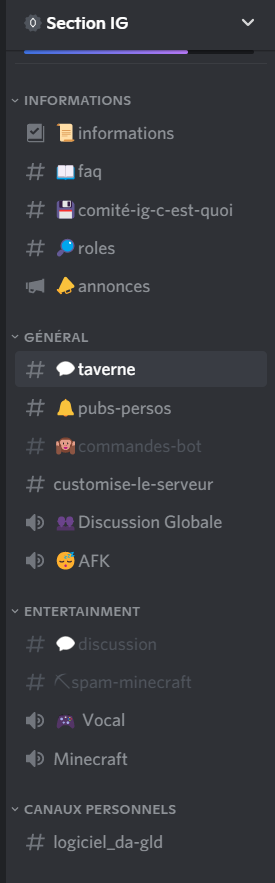 Section IG
INFORMATIONS
informations
faq
comité-ig-c-est-quoi
roles
annonces
GÉNÉRAL
taverne
pubs-persos
commandes-bot
customise-le-serveur
Discussion Globale
AFK
ENTERTAINMENT
discussion
spam-minecraft
Vocal
Minecraft
CANAUX PERSONNELS
logiciel_da-gld